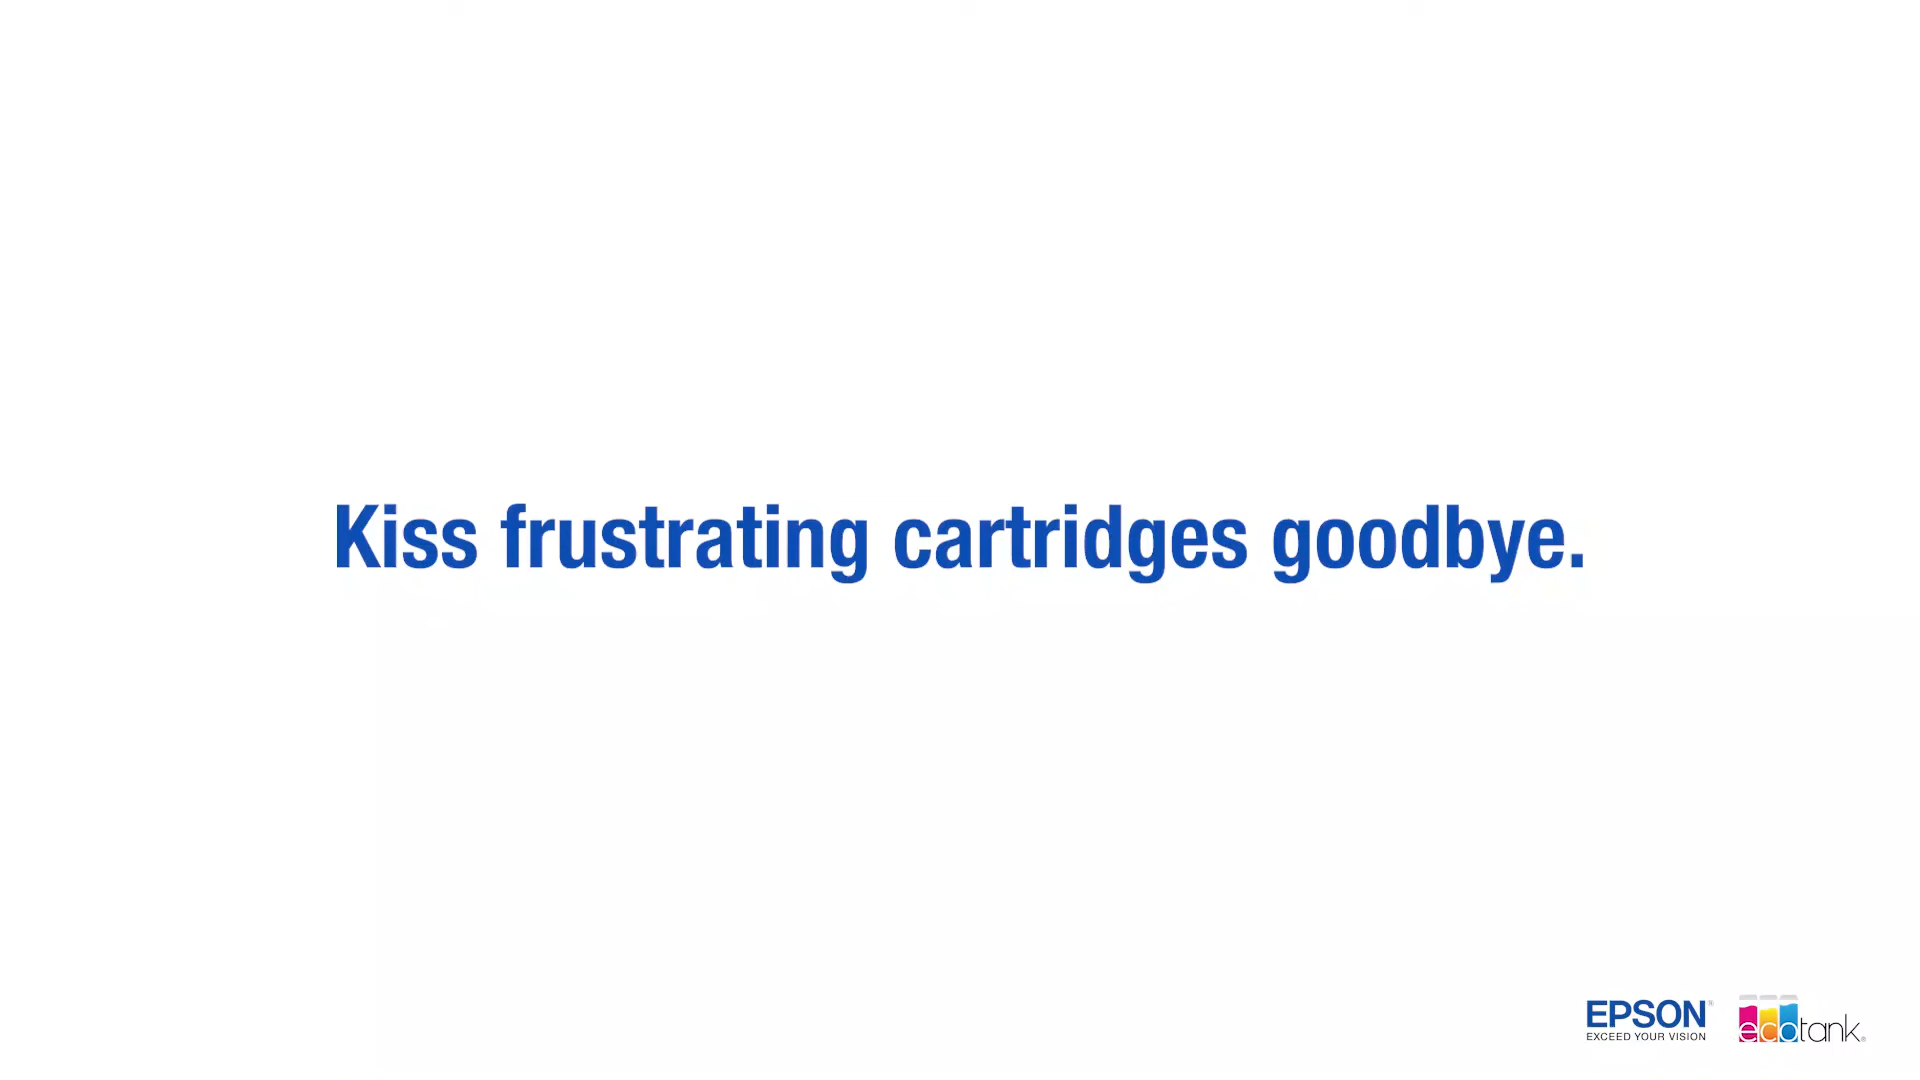 Kiss frustrating cartridges goodbye.
EPSON
EXCEED YOUR VISION
ecotank